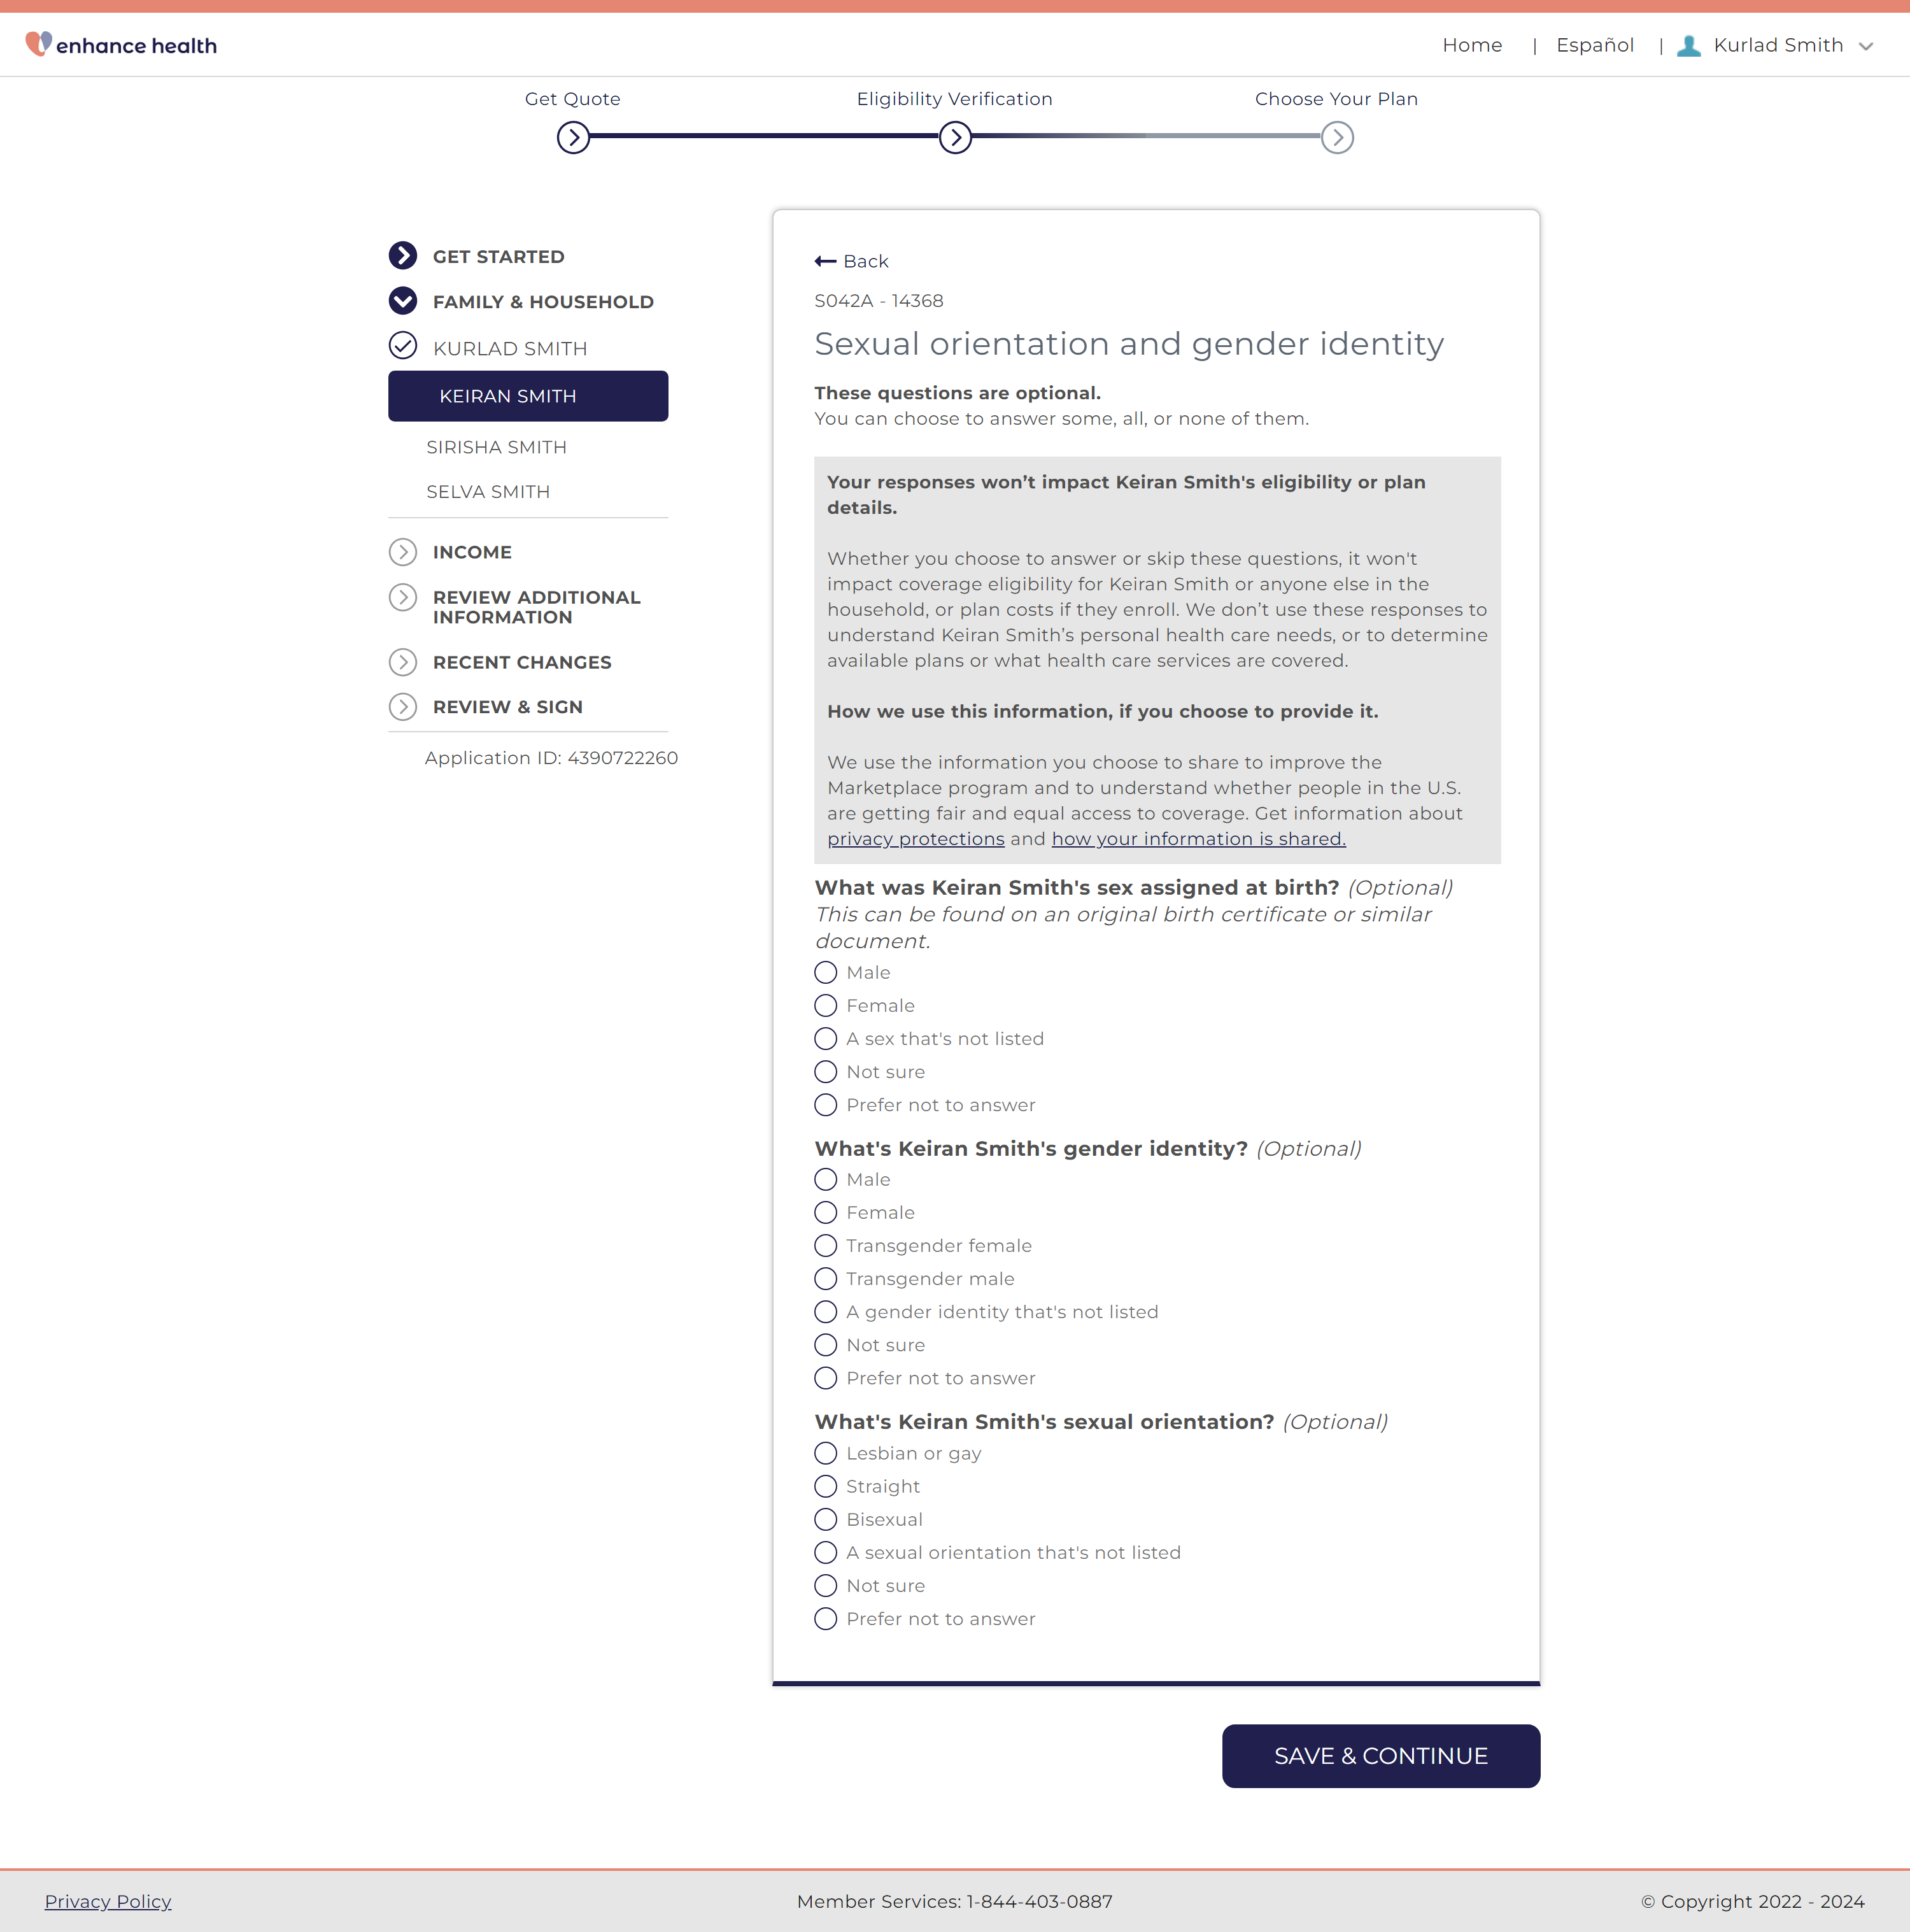 enhance health
Home | Español | Kurlad Smith
Get Quote
Eligibility Verification
Choose Your Plan
GET STARTED
FAMILY & HOUSEHOLD
KURLAD SMITH
KEIRAN SMITH
SIRISHA SMITH
SELVA SMITH
INCOME
REVIEW ADDITIONAL
INFORMATION
RECENT CHANGES
REVIEW & SIGN
Application ID: 4390722260
Back
S042A - 14368
Sexual orientation and gender identity
These questions are optional.
You can choose to answer some, all, or none of them.
Your responses won’t impact Keiran Smith's eligibility or plan
details.
Whether you choose to answer or skip these questions, it won't
impact coverage eligibility for Keiran Smith or anyone else in the
household, or plan costs if they enroll. We don’t use these responses to
understand Keiran Smith’s personal health care needs, or to determine
available plans or what health care services are covered.
How we use this information, if you choose to provide it.
We use the information you choose to share to improve the
Marketplace program and to understand whether people in the U.S.
are getting fair and equal access to coverage. Get information about
privacy protections and how your information is shared.
What was Keiran Smith's sex assigned at birth? (Optional)
This can be found on an original birth certificate or similar
document.
Male
Female
A sex that's not listed
Not sure
Prefer not to answer
What's Keiran Smith's gender identity? (Optional)
Male
Female
Transgender female
Transgender male
A gender identity that's not listed
Not sure
Prefer not to answer
What's Keiran Smith's sexual orientation? (Optional)
Lesbian or gay
Straight
Bisexual
A sexual orientation that's not listed
Not sure
Prefer not to answer
SAVE & CONTINUE
Privacy Policy
Member Services: 1-844-403-0887
© Copyright 2022 - 2024